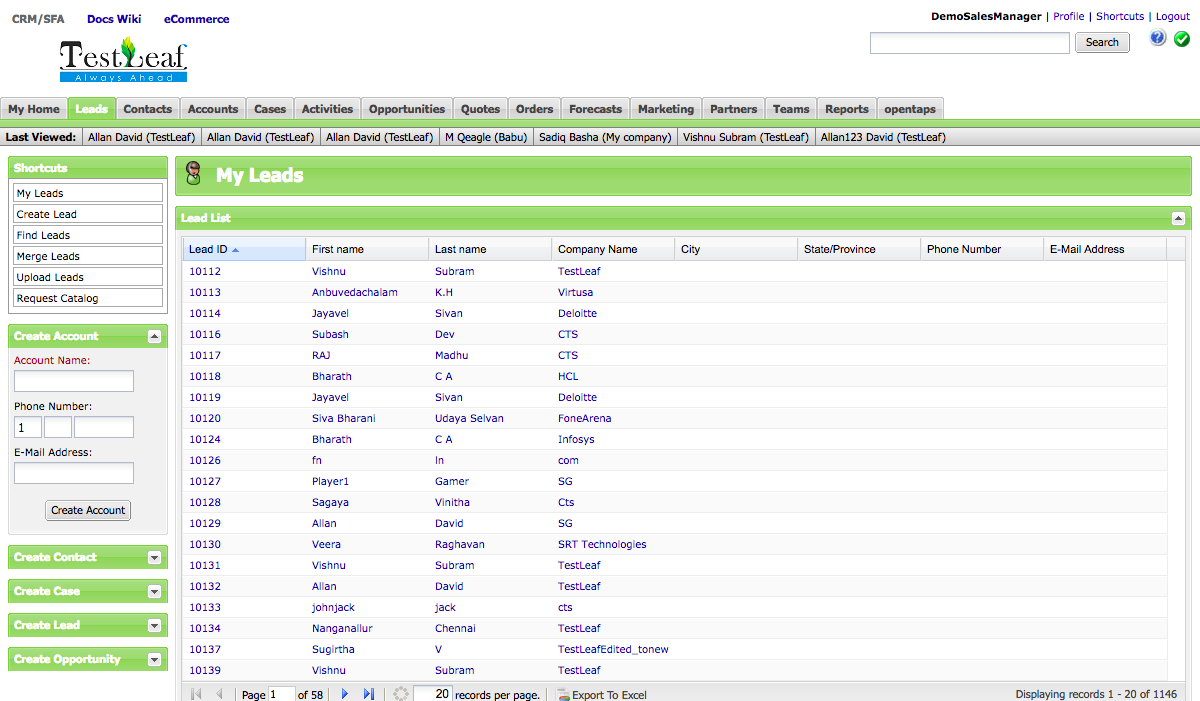 CRM/SFA Docs Wiki eCommerce
DemoSalesManager | Profile | Shortcuts | Logout
Search
TestLeaf
Always Ahead
My Home Leads Contacts Accounts Cases Activities Opportunities Quotes Orders Forecasts Marketing Partners Teams Reports opentaps
Last Viewed: Allan David (TestLeaf) Allan David (TestLeaf) Allan David (TestLeaf) M Qeagle (Babu) Sadiq Basha (My company) Vishnu Subram (TestLeaf) Allan123 David (TestLeaf)
Shortcuts
My Leads
Create Lead
Find Leads
Merge Leads
Upload Leads
Request Catalog
Create Account
Account Name:
Phone Number:
1
E-Mail Address:
Create Account
Create Contact
Create Case
Create Lead
Create Opportunity
My Leads
Lead List
Lead ID First name Last name Company Name City State/Province Phone Number E-Mail Address
10112 Vishnu Subram TestLeaf
10113 Anbuvedachalam K.H Virtusa
10114 Jayavel Sivan Deloitte
10116 Subash Dev CTS
10117 RAJ Madhu CTS
10118 Bharath C A HCL
10119 Jayavel Sivan Deloitte
10120 Siva Bharani Udaya Selvan FoneArena
10124 Bharath C A Infosys
10126 fn ln com
10127 Player1 Gamer SG
10128 Sagaya Vinitha Cts
10129 Allan David SG
10130 Veera Raghavan SRT Technologies
10131 Vishnu Subram TestLeaf
10132 Allan David TestLeaf
10133 johnjack jack cts
10134 Nanganallur Chennai TestLeaf
10137 Sugirtha V TestLeafEdited_tonew
10139 Vishnu Subram TestLeaf
Page 1 of 58 20 records per page. Export To Excel Displaying records 1 - 20 of 1146